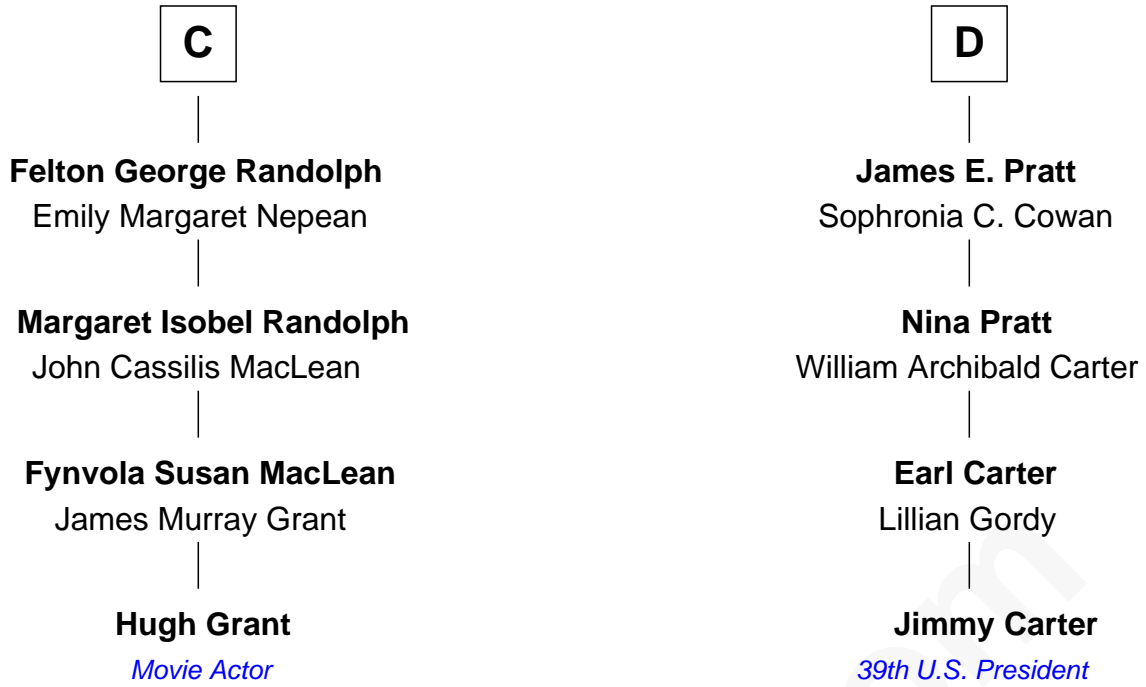 C
Felton George Randolph
Emily Margaret Nepean
Margaret Isobel Randolph
John Cassilis MacLean
Fynvola Susan MacLean
James Murray Grant
Hugh Grant
Movie Actor
D
James E. Pratt
Sophronia C. Cowan
Nina Pratt
William Archibald Carter
Earl Carter
Lillian Gordy
Jimmy Carter
39th U.S. President